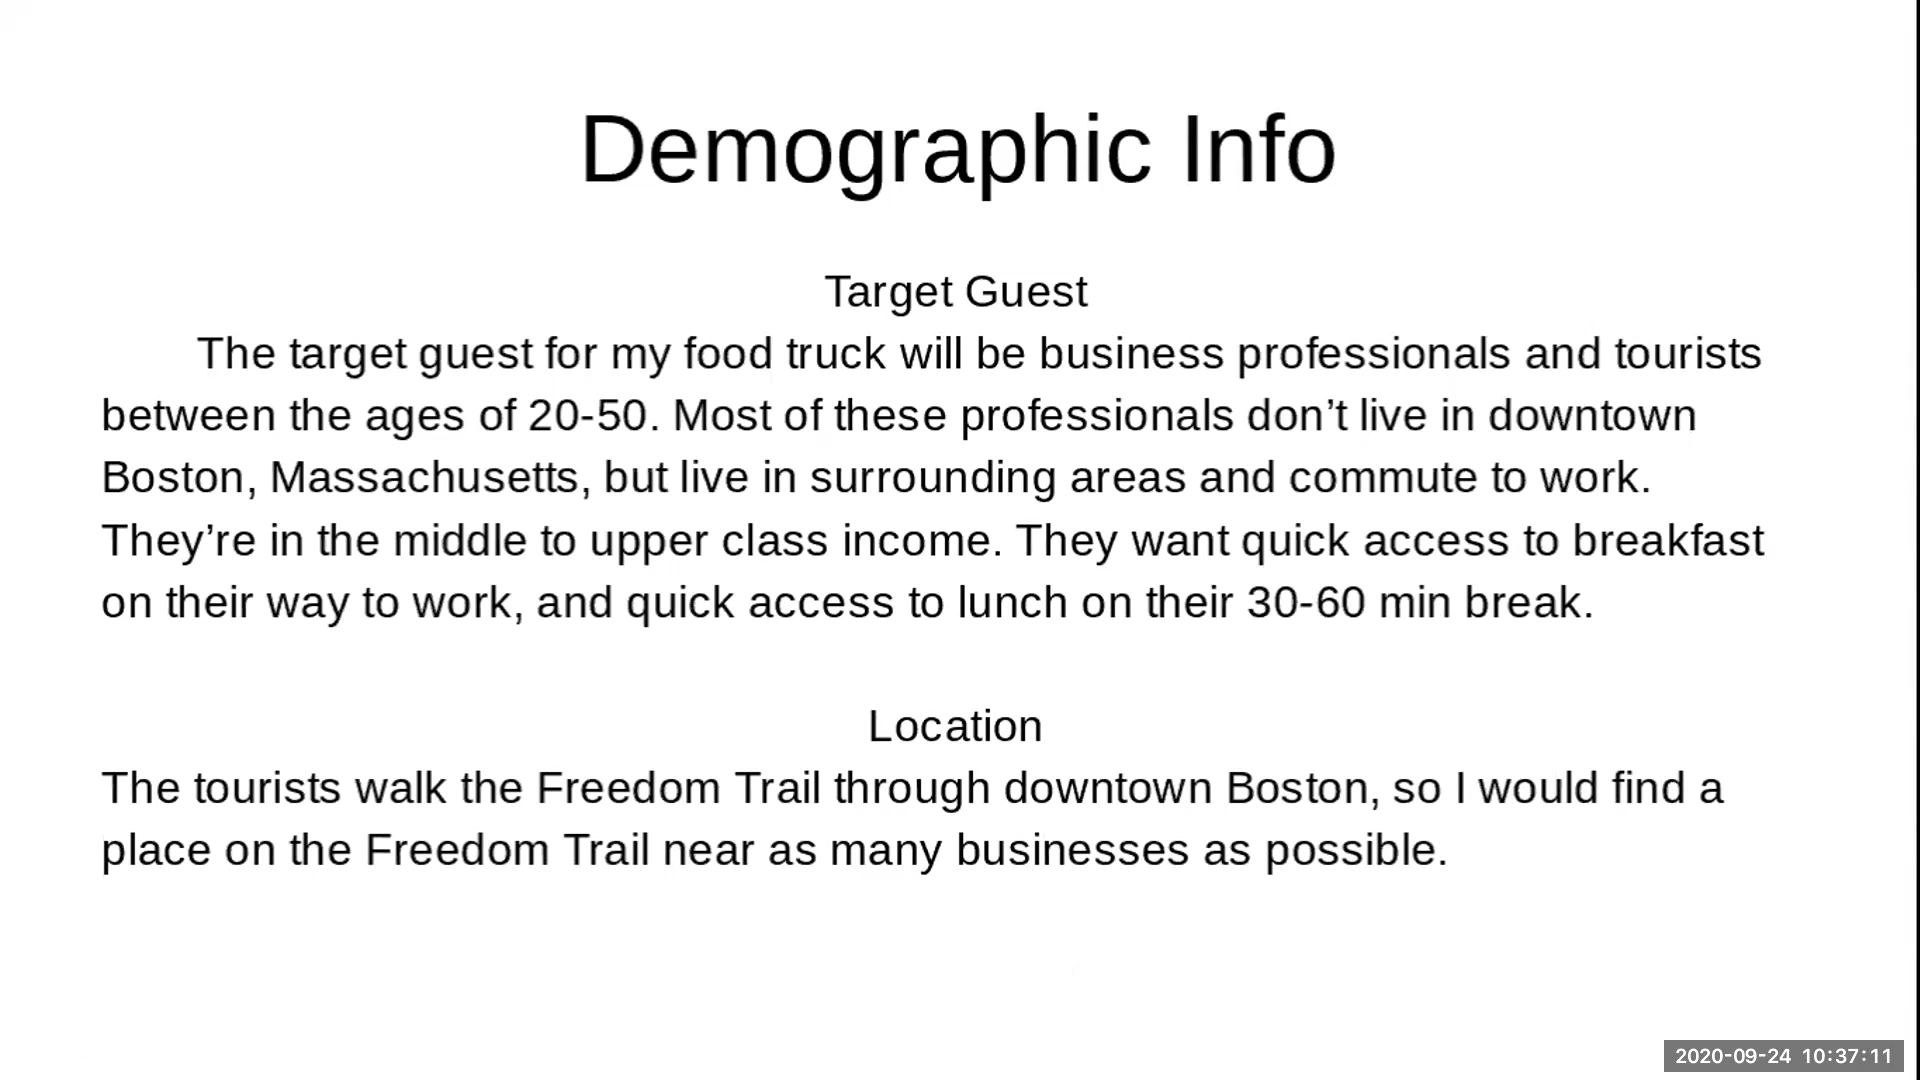 Demographic Info
Target Guest
The target guest for my food truck will be business professionals and tourists
between the ages of 20-50. Most of these professionals don’t live in downtown
Boston, Massachusetts, but live in surrounding areas and commute to work.
They’re in the middle to upper class income. They want quick access to breakfast
on their way to work, and quick access to lunch on their 30-60 min break.
Location
The tourists walk the Freedom Trail through downtown Boston, so I would find a
place on the Freedom Trail near as many businesses as possible.
2020-09-24 10:37:11